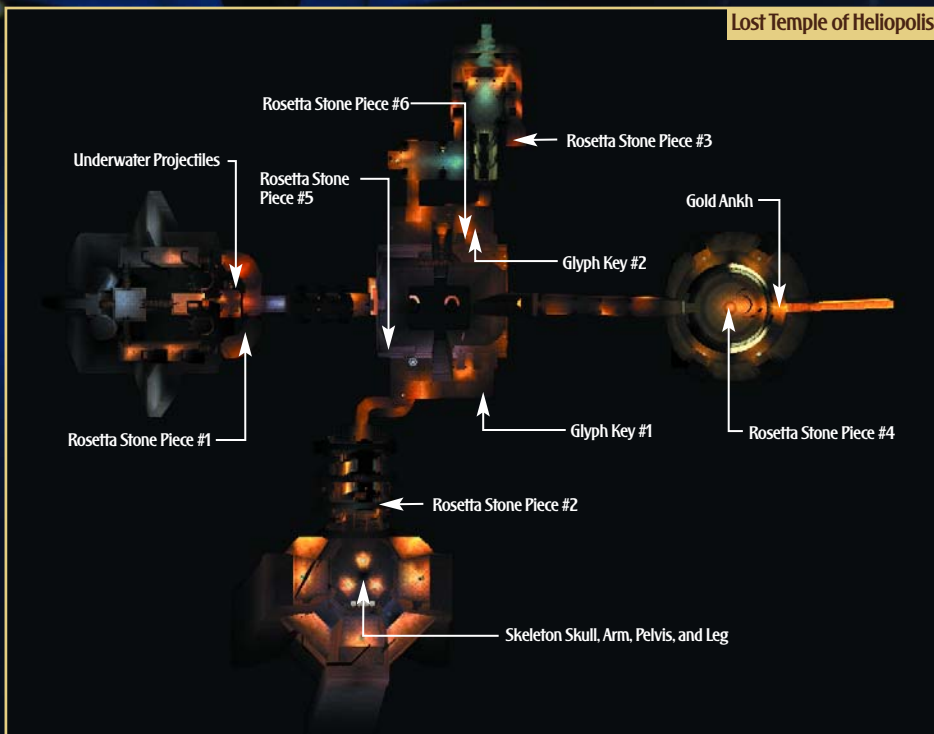 Lost Temple of Heliopolis
Rosetta Stone Piece #6
Rosetta Stone Piece #3
Underwater Projectiles
Rosetta Stone
Piece #5
Gold Ankh
Glyph Key #2
Rosetta Stone Piece #1
Glyph Key #1
Rosetta Stone Piece #4
Rosetta Stone Piece #2
Skeleton Skull, Arm, Pelvis, and Leg